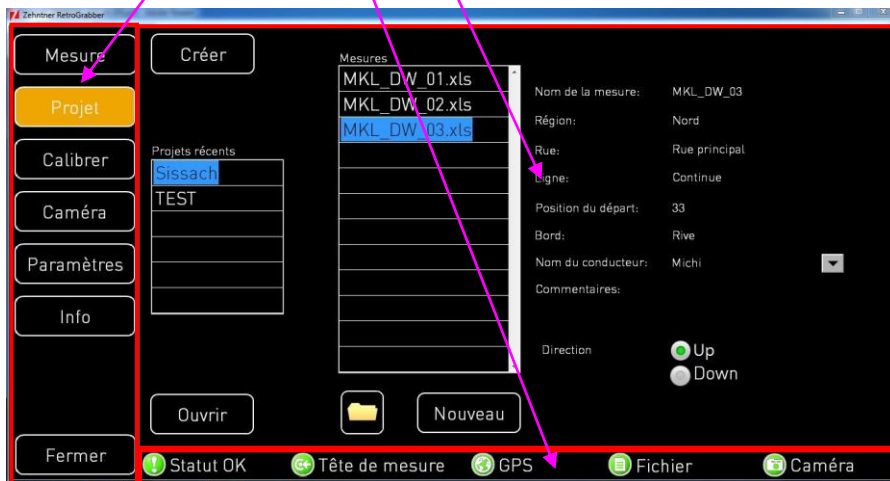 Zehntner RetroGrabber
Mesure
Projet
Calibrer
Caméra
Paramètres
Info
Fermer
Créer
Projets récents
Sissach
TEST
Ouvrir
Mesures
MKL_DW_01.xls
MKL_DW_02.xls
MKL_DW_03.xls
Nouveau
Nom de la mesure: MKL_DW_03
Région: Nord
Rue: Rue principal
Ligne: Continue
Position du départ: 33
Bord: Rive
Nom du conducteur: Michi
Commentaires:
Direction
Up
Down
Statut OK
Tête de mesure
GPS
Fichier
Caméra